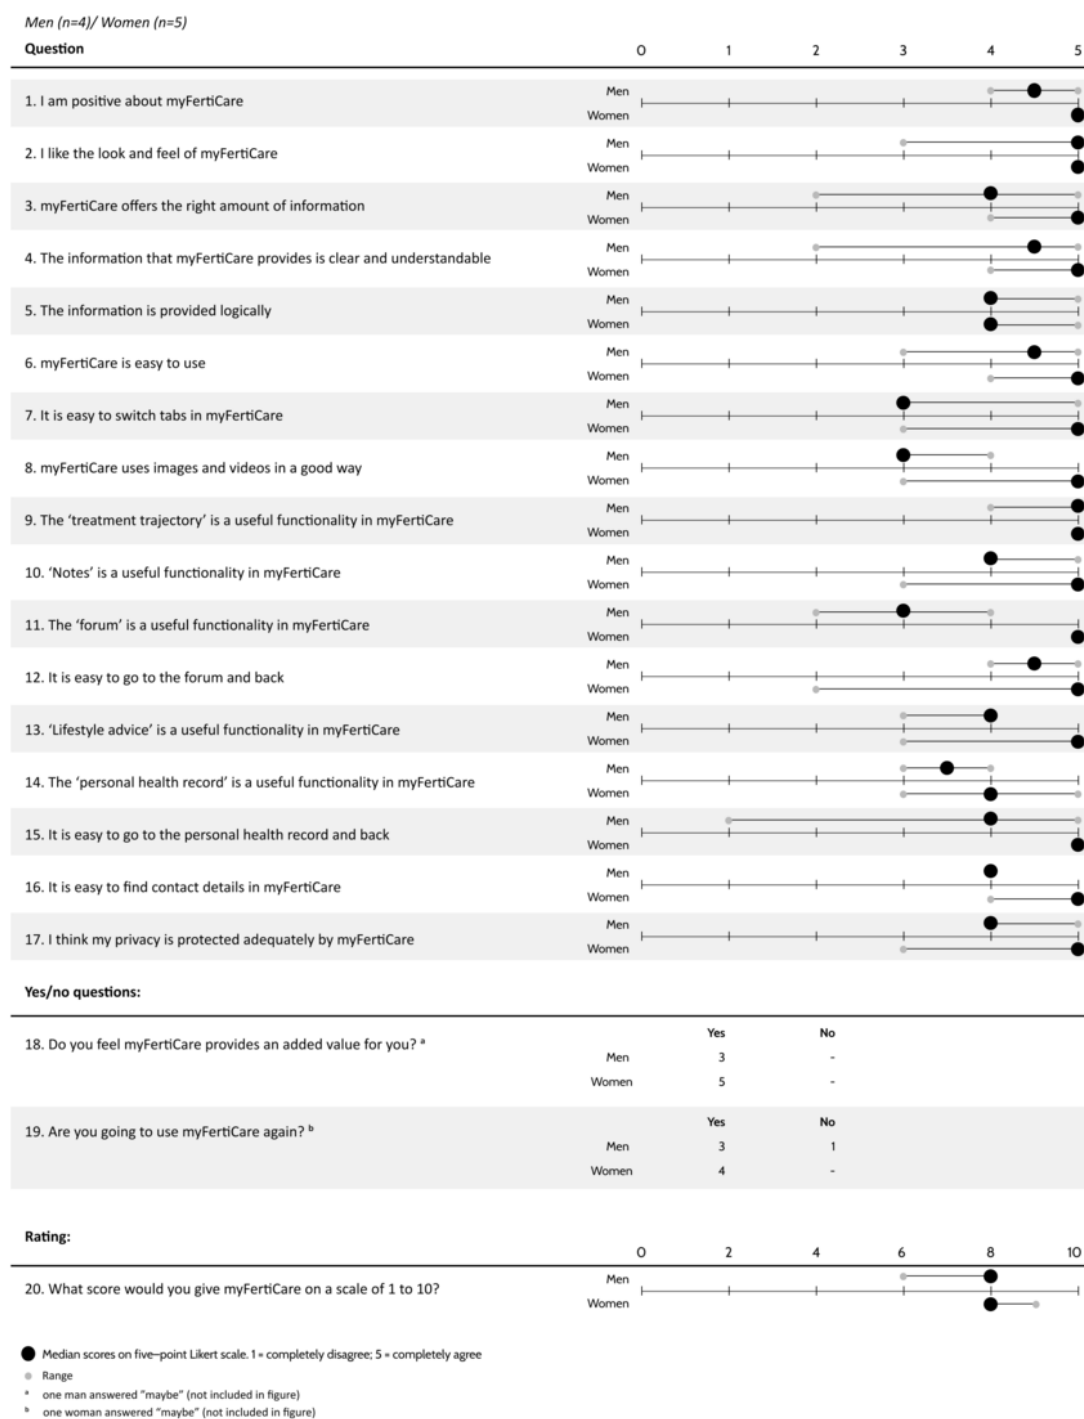 Men (n=4)/ Women (n=5)
Question 0 1 2 3 4 5
Men
1. I am positive about myFertiCare
Women
Men
2. I like the look and feel of myFertiCare
Women
Men
3. myFertiCare offers the right amount of information
Women
Men
4. The information that myFertiCare provides is clear and understandable
Women
Men
5. The information is provided logically
Women
Men
6. myFertiCare is easy to use
Women
Men
7. It is easy to switch tabs in myFertiCare
Women
Men
8. myFertiCare uses images and videos in a good way
Women
Men
9. The ‘treatment trajectory’ is a useful functionality in myFertiCare
Women
Men
10. ‘Notes’ is a useful functionality in myFertiCare
Women
Men
11. The ‘forum’ is a useful functionality in myFertiCare
Women
Men
12. It is easy to go to the forum and back
Women
Men
13. ‘Lifestyle advice’ is a useful functionality in myFertiCare
Women
Men
14. The ‘personal health record’ is a useful functionality in myFertiCare
Women
Men
15. It is easy to go to the personal health record and back
Women
Men
16. It is easy to find contact details in myFertiCare
Women
Men
17. I think my privacy is protected adequately by myFertiCare
Women
Yes/no questions:
Yes No
18. Do you feel myFertiCare provides an added value for you? ᵃ
Men 3 -
Women 5 -
Yes No
19. Are you going to use myFertiCare again? ᵇ
Men 3 1
Women 4 -
Rating:
0 2 4 6 8 10
Men
20. What score would you give myFertiCare on a scale of 1 to 10?
Women
Median scores on five–point Likert scale. 1 = completely disagree; 5 = completely agree
Range
ᵃ one man answered "maybe" (not included in figure)
ᵇ one woman answered "maybe" (not included in figure)